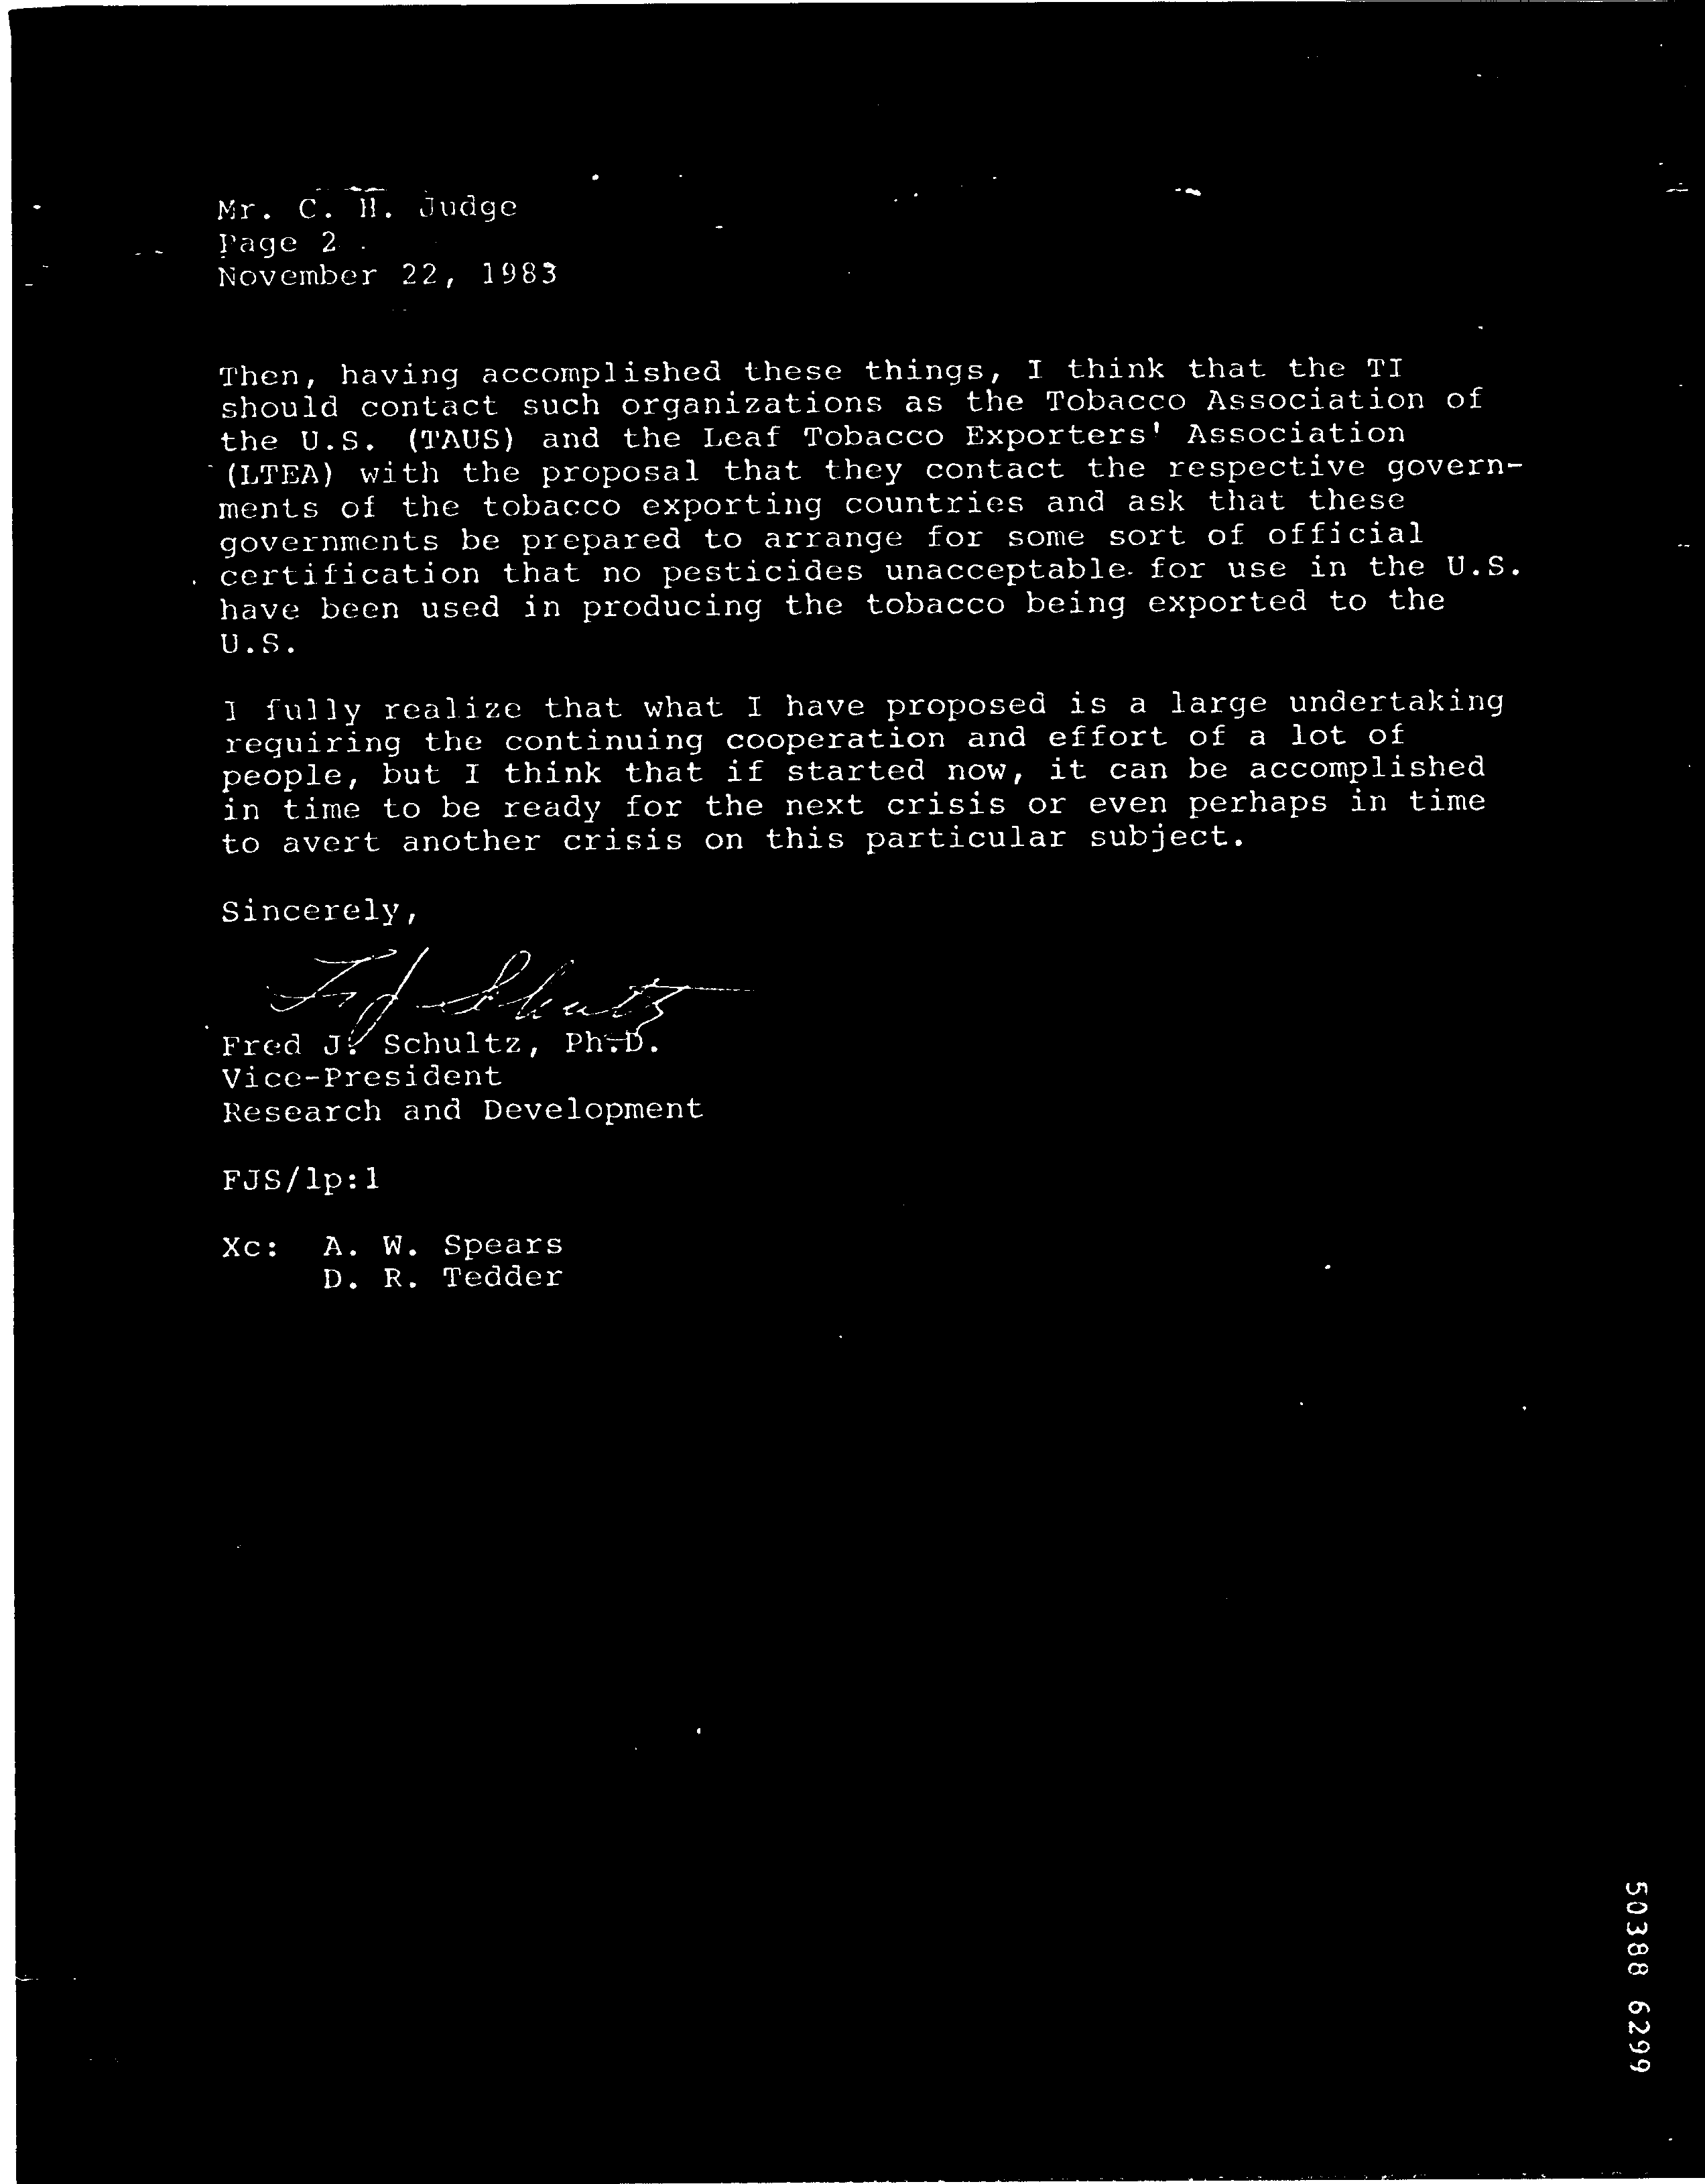 Mr. C. H. Judge
Page 2
November 22, 1983
Then, having accomplished these things, I think that the TI
should contact such organizations as the Tobacco Association of
the U.S. (TAUS) and the Leaf Tobacco Exporters' Association
(LTEA) with the proposal that they contact the respective govern-
ments of the tobacco exporting countries and ask that these
governments be prepared to arrange for some sort of official
certification that no pesticides unacceptable for use in the U.S.
have been used in producing the tobacco being exported to the
U.S.
I fully realize that what I have proposed is a large undertaking
requiring the continuing cooperation and effort of a lot of
people, but I think that if started now, it can be accomplished
in time to be ready for the next crisis or even perhaps in time
to avert another crisis on this particular subject.
Sincerely,
Fred J. Schultz
Fred J. Schultz, Ph.D.
Vice-President
Research and Development
FJS/lp:1
Xc: A. W. Spears
D. R. Tedder
50388 6299